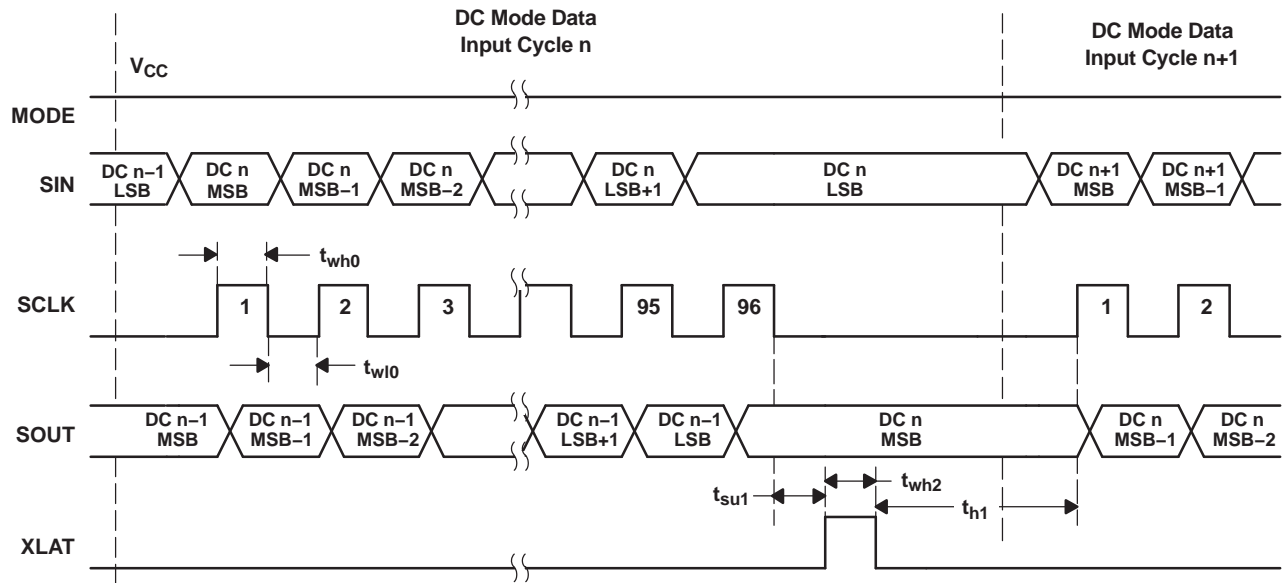 DC Mode Data
Input Cycle n
DC Mode Data
Input Cycle n+1
VCC
MODE
SIN
DC n–1
LSB
DC n
MSB
DC n
MSB–1
DC n
MSB–2
DC n
LSB+1
DC n
LSB
DC n+1
MSB
DC n+1
MSB–1
twh0
SCLK
1
2
3
95
96
1
2
twl0
SOUT
DC n–1
MSB
DC n–1
MSB–1
DC n–1
MSB–2
DC n–1
LSB+1
DC n–1
LSB
DC n
MSB
DC n
MSB–1
DC n
MSB–2
tsu1
twh2
th1
XLAT